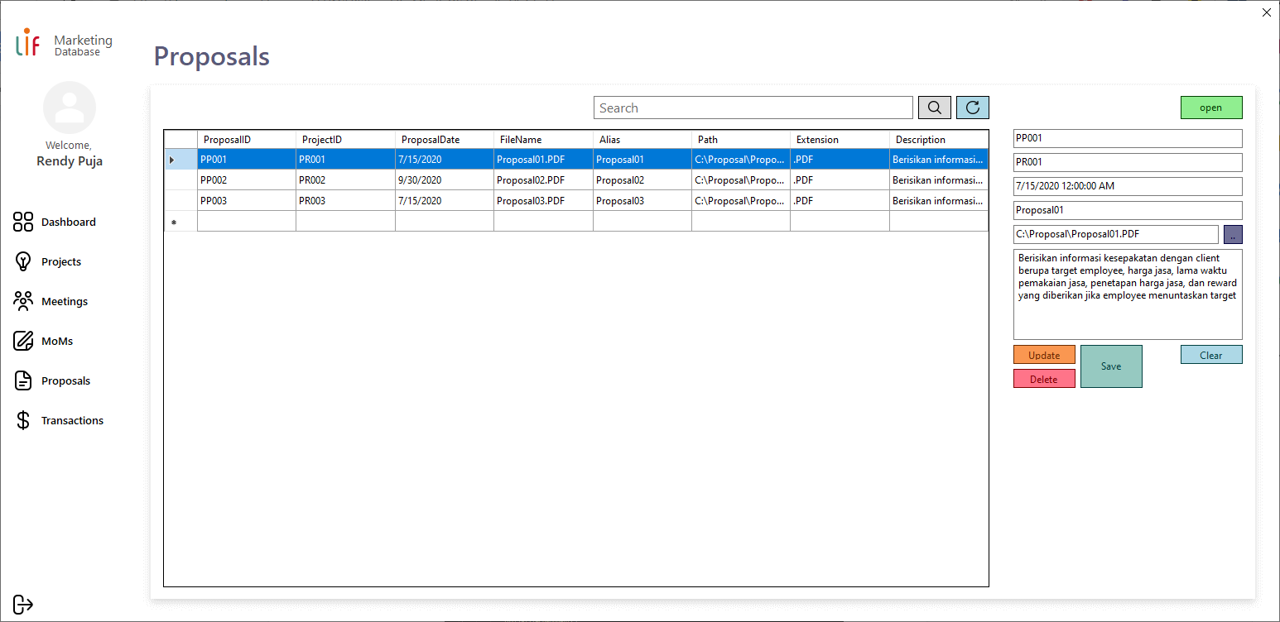 lif Marketing
Database
Welcome,
Rendy Puja
Dashboard
Projects
Meetings
MoMs
Proposals
Transactions
Proposals
Search
ProposalID ProjectID ProposalDate FileName Alias Path Extension Description
PP001 PR001 7/15/2020 Proposal01.PDF Proposal01 C:\Proposal\Propo... .PDF Berisikan informasi...
PP002 PR002 9/30/2020 Proposal02.PDF Proposal02 C:\Proposal\Propo... .PDF Berisikan informasi...
PP003 PR003 7/15/2020 Proposal03.PDF Proposal03 C:\Proposal\Propo... .PDF Berisikan informasi...
open
PP001
PR001
7/15/2020 12:00:00 AM
Proposal01
C:\Proposal\Proposal01.PDF
..
Berisikan informasi kesepakatan dengan client
berupa target employee, harga jasa, lama waktu
pemakaian jasa, penetapan harga jasa, dan reward
yang diberikan jika employee menuntaskan target
Update Save Clear
Delete